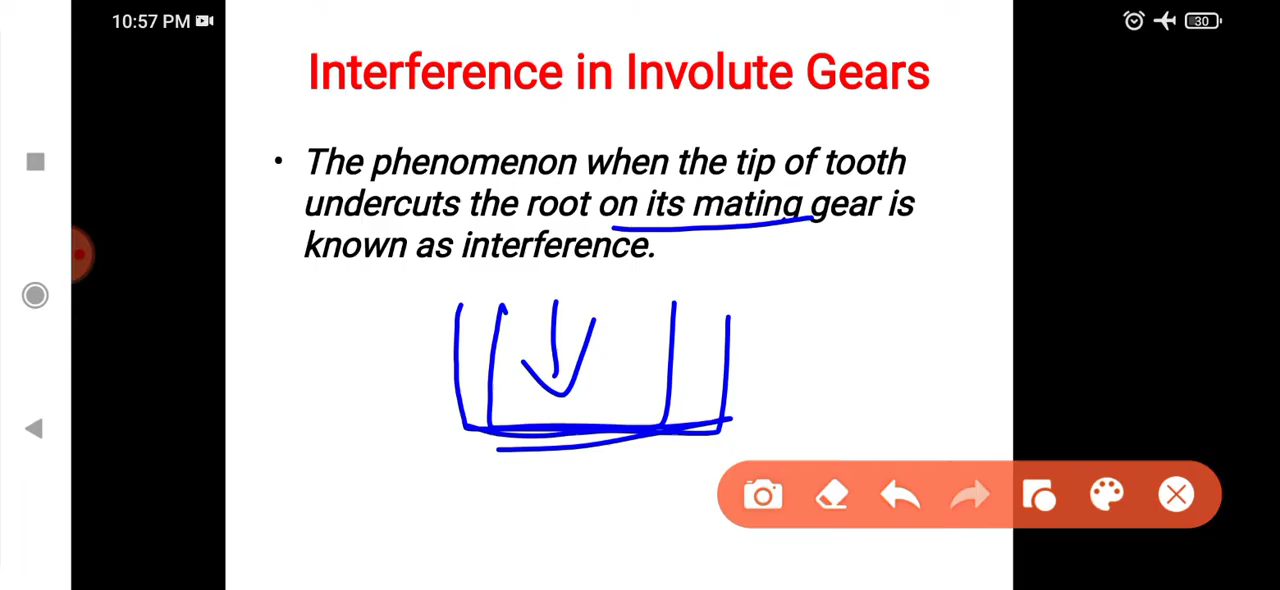 10:57 PM
30
Interference in Involute Gears
• The phenomenon when the tip of tooth
undercuts the root on its mating gear is
known as interference.